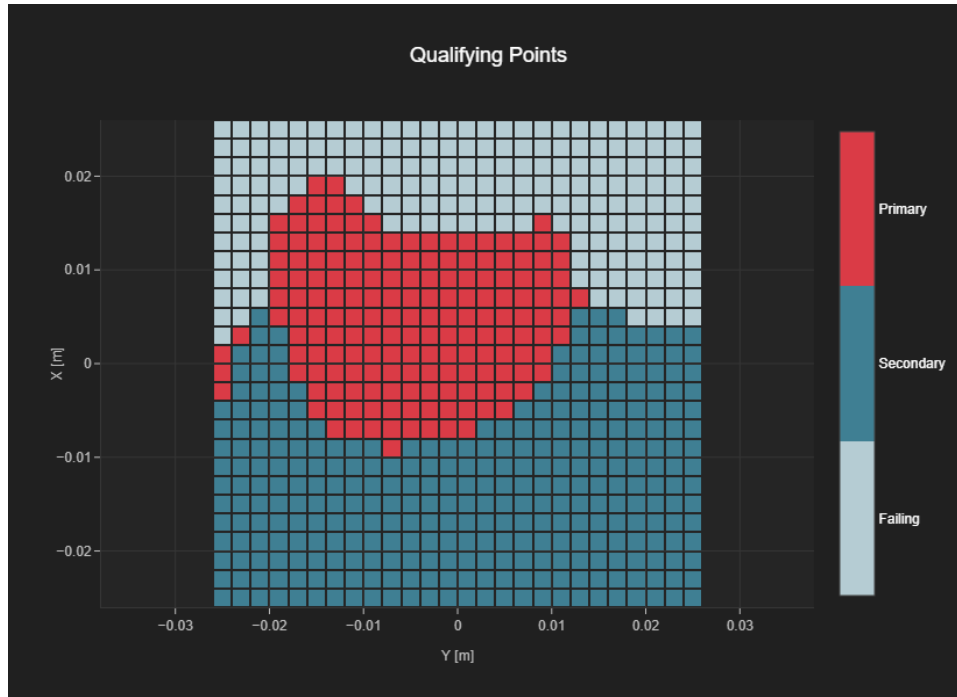 Qualifying Points
0.02
0.01
0
−0.01
−0.02
X [m]
−0.03
−0.02
−0.01
0
0.01
0.02
0.03
Y [m]
Primary
Secondary
Failing